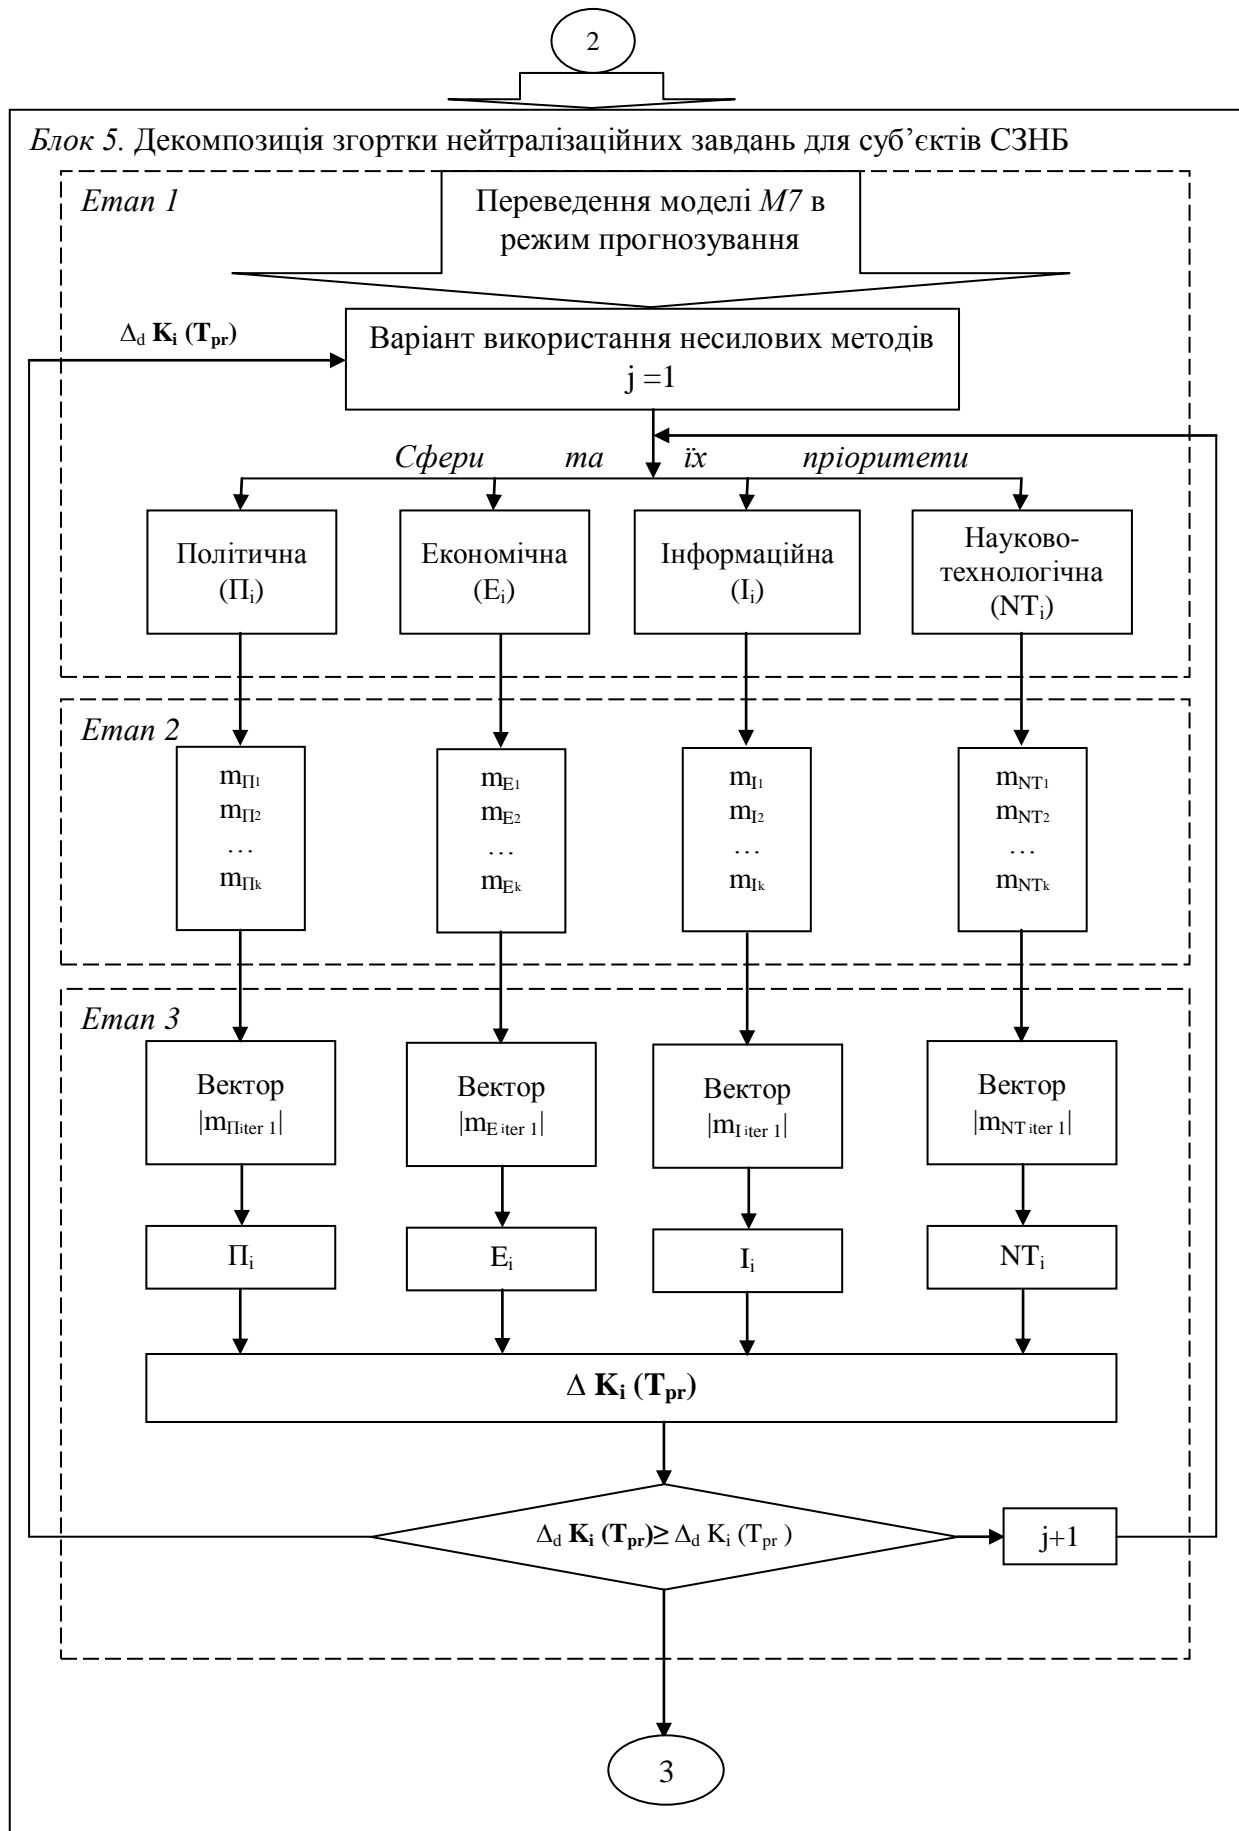 2
Блок 5. Декомпозиція згортки нейтралізаційних завдань для суб’єктів СЗНБ
Етап 1
Переведення моделі М7 в
режим прогнозування
Δd Ki (Tpr)
Варіант використання несилових методів
j =1
Сфери та їх пріоритети
Політична
(Пi)
Економічна
(Еi)
Інформаційна
(Ii)
Науково-
технологічна
(NTi)
Етап 2
mП1
mП2
…
mПk
mE1
mE2
…
mEk
mI1
mI2
…
mIk
mNT1
mNT2
…
mNTk
Етап 3
Вектор
|mПiter 1|
Вектор
|mE iter 1|
Вектор
|mI iter 1|
Вектор
|mNT iter 1|
Пi
Ei
Ii
NTi
Δ Ki (Tpr)
Δd Ki (Tpr)≥ Δd Ki (Tpr )
j+1
3